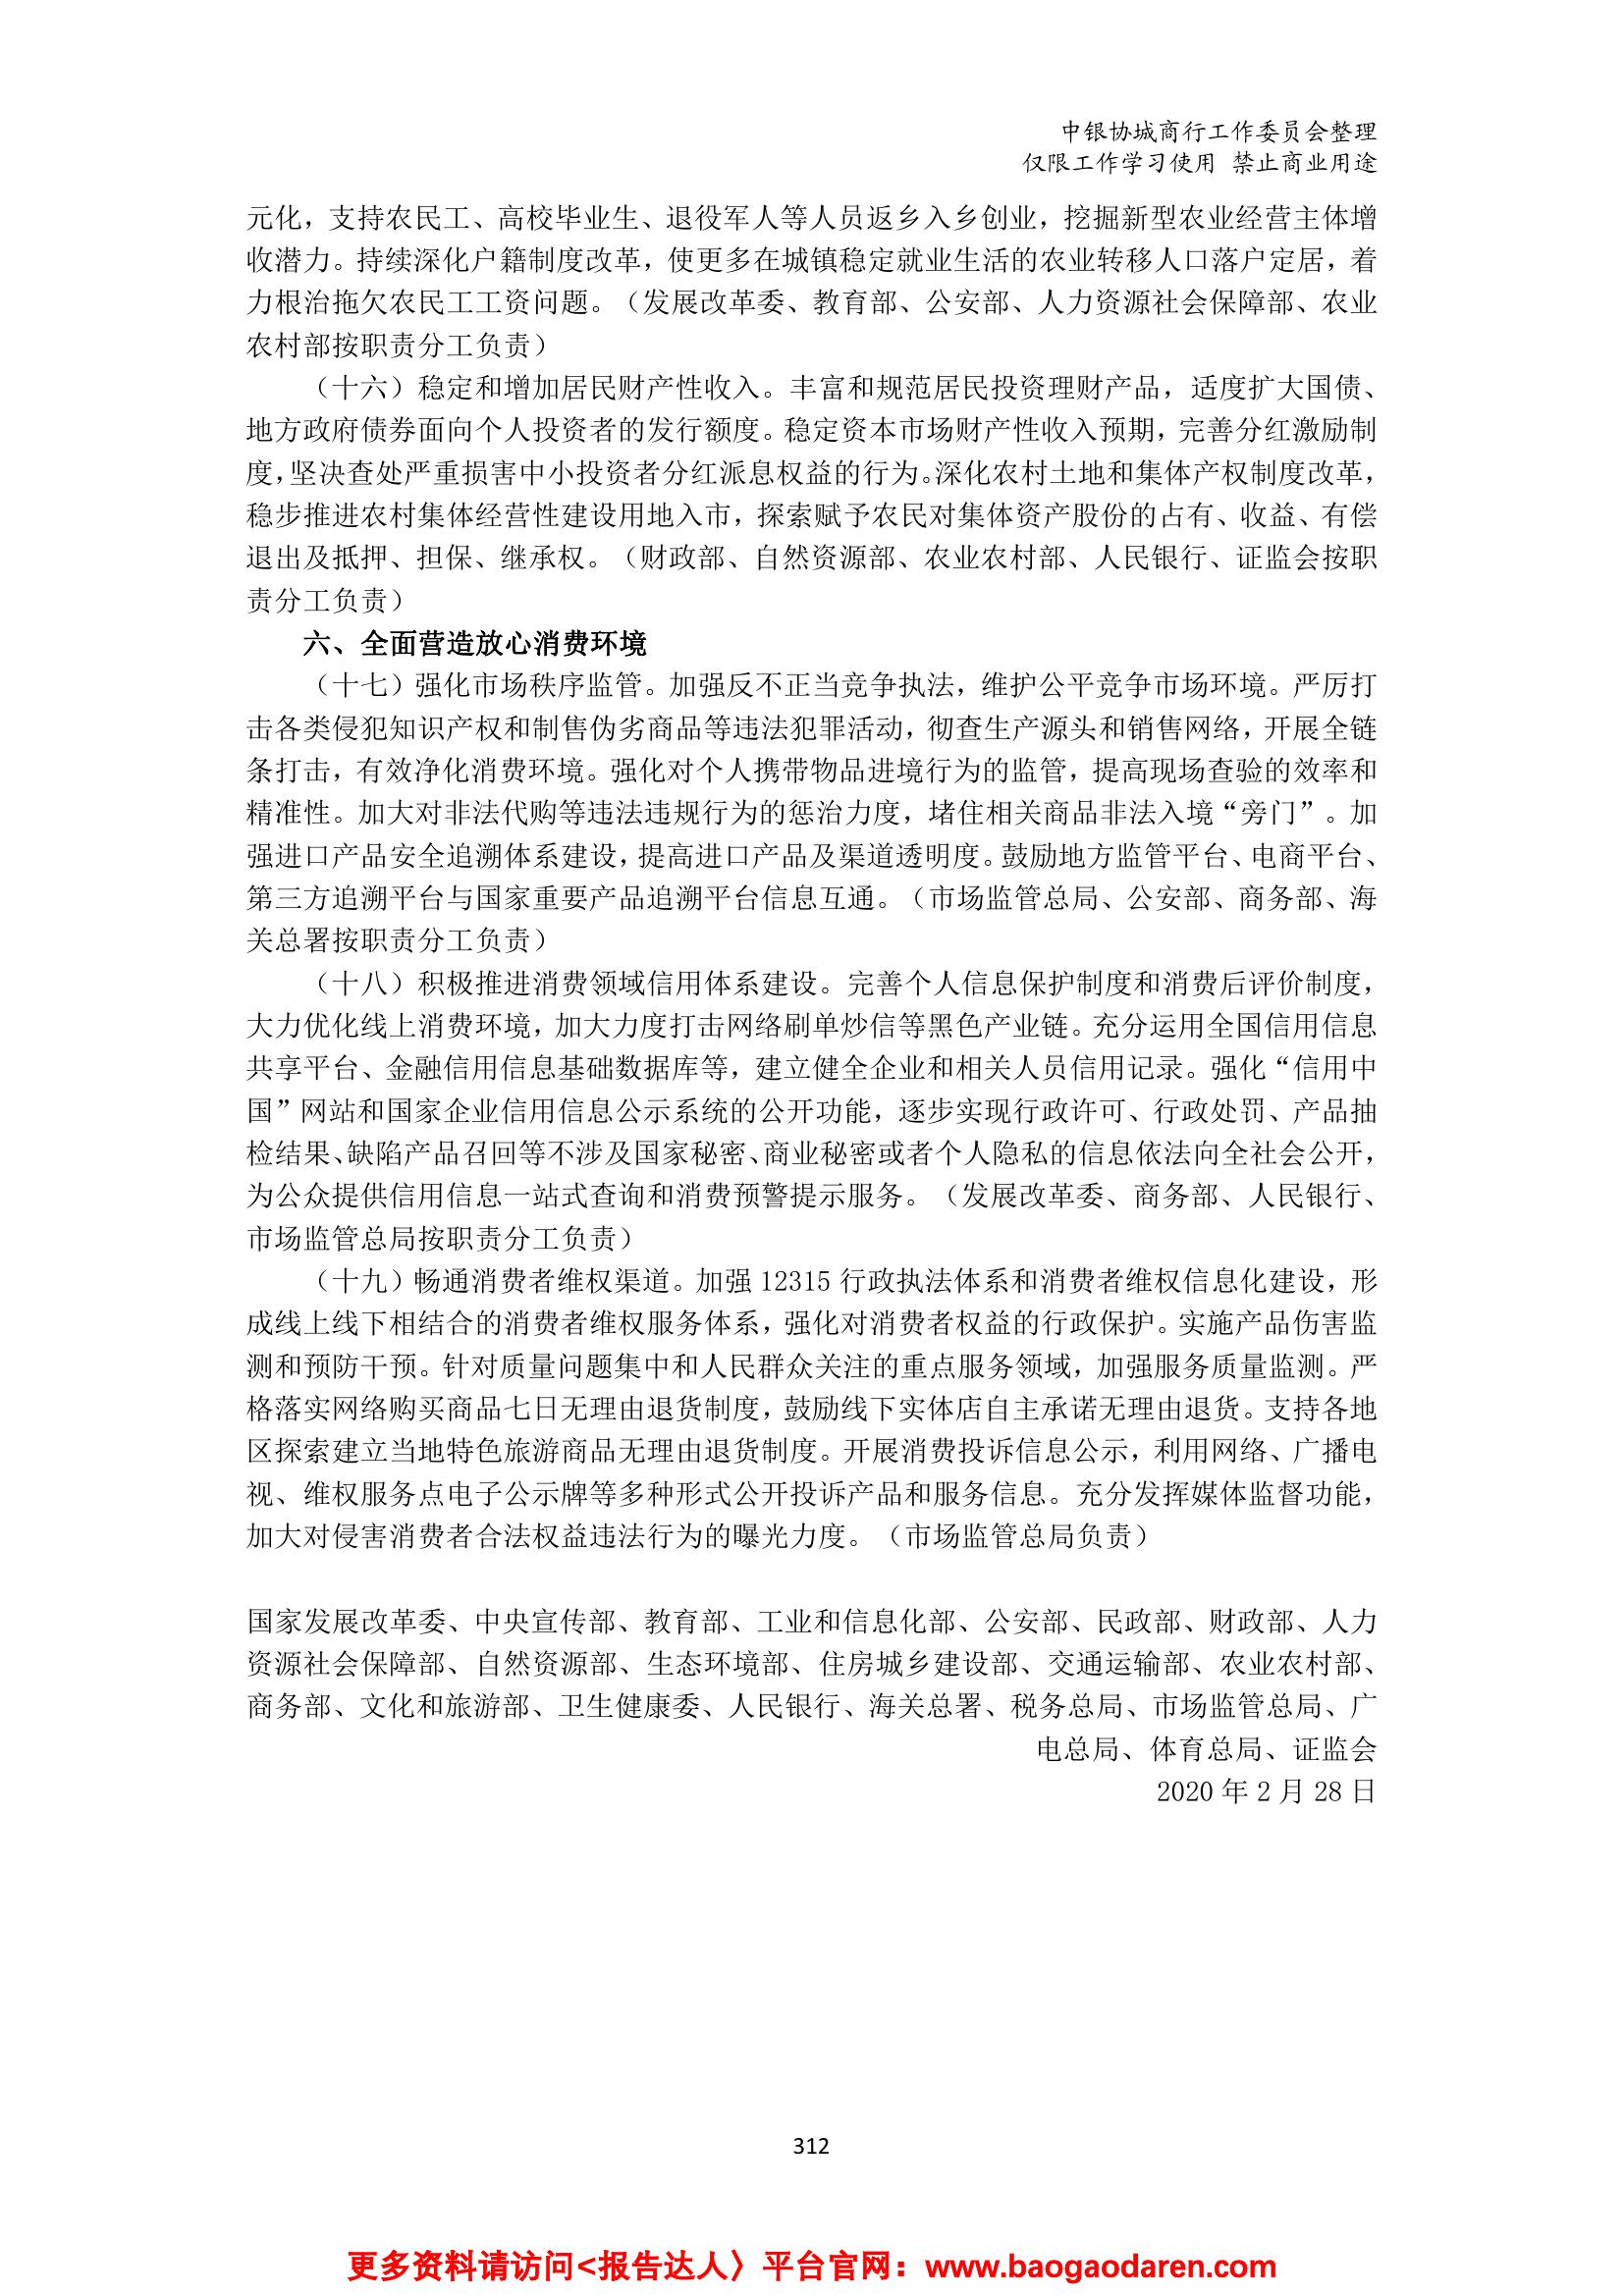 中银协城商行工作委员会整理
仅限工作学习使用 禁止商业用途
元化，支持农民工、高校毕业生、退役军人等人员返乡入乡创业，挖掘新型农业经营主体增
收潜力。持续深化户籍制度改革，使更多在城镇稳定就业生活的农业转移人口落户定居，着
力根治拖欠农民工工资问题。（发展改革委、教育部、公安部、人力资源社会保障部、农业
农村部按职责分工负责）
（十六）稳定和增加居民财产性收入。丰富和规范居民投资理财产品，适度扩大国债、
地方政府债券面向个人投资者的发行额度。稳定资本市场财产性收入预期，完善分红激励制
度，坚决查处严重损害中小投资者分红派息权益的行为。深化农村土地和集体产权制度改革，
稳步推进农村集体经营性建设用地入市，探索赋予农民对集体资产股份的占有、收益、有偿
退出及抵押、担保、继承权。（财政部、自然资源部、农业农村部、人民银行、证监会按职
责分工负责）
六、全面营造放心消费环境
（十七）强化市场秩序监管。加强反不正当竞争执法，维护公平竞争市场环境。严厉打
击各类侵犯知识产权和制售伪劣商品等违法犯罪活动，彻查生产源头和销售网络，开展全链
条打击，有效净化消费环境。强化对个人携带物品进境行为的监管，提高现场查验的效率和
精准性。加大对非法代购等违法违规行为的惩治力度，堵住相关商品非法入境“旁门”。加
强进口产品安全追溯体系建设，提高进口产品及渠道透明度。鼓励地方监管平台、电商平台、
第三方追溯平台与国家重要产品追溯平台信息互通。（市场监管总局、公安部、商务部、海
关总署按职责分工负责）
（十八）积极推进消费领域信用体系建设。完善个人信息保护制度和消费后评价制度，
大力优化线上消费环境，加大力度打击网络刷单炒信等黑色产业链。充分运用全国信用信息
共享平台、金融信用信息基础数据库等，建立健全企业和相关人员信用记录。强化“信用中
国”网站和国家企业信用信息公示系统的公开功能，逐步实现行政许可、行政处罚、产品抽
检结果、缺陷产品召回等不涉及国家秘密、商业秘密或者个人隐私的信息依法向全社会公开，
为公众提供信用信息一站式查询和消费预警提示服务。（发展改革委、商务部、人民银行、
市场监管总局按职责分工负责）
（十九）畅通消费者维权渠道。加强 12315 行政执法体系和消费者维权信息化建设，形
成线上线下相结合的消费者维权服务体系，强化对消费者权益的行政保护。实施产品伤害监
测和预防干预。针对质量问题集中和人民群众关注的重点服务领域，加强服务质量监测。严
格落实网络购买商品七日无理由退货制度，鼓励线下实体店自主承诺无理由退货。支持各地
区探索建立当地特色旅游商品无理由退货制度。开展消费投诉信息公示，利用网络、广播电
视、维权服务点电子公示牌等多种形式公开投诉产品和服务信息。充分发挥媒体监督功能，
加大对侵害消费者合法权益违法行为的曝光力度。（市场监管总局负责）
国家发展改革委、中央宣传部、教育部、工业和信息化部、公安部、民政部、财政部、人力
资源社会保障部、自然资源部、生态环境部、住房城乡建设部、交通运输部、农业农村部、
商务部、文化和旅游部、卫生健康委、人民银行、海关总署、税务总局、市场监管总局、广
电总局、体育总局、证监会
2020 年 2 月 28 日
312
更多资料请访问<报告达人〉平台官网：www.baogaodaren.com